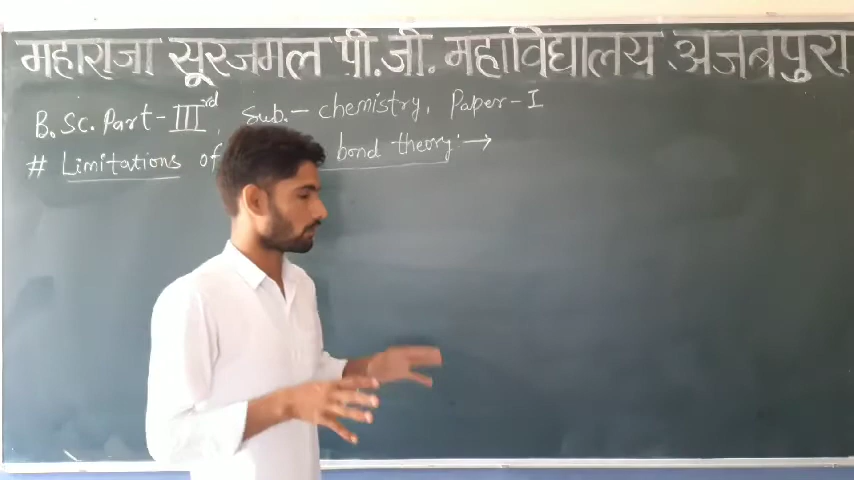 महाराजा सूरजमल पी.जी. महाविद्यालय अजबपुरा
B.Sc. Part-III rd, Sub.- chemistry, Paper-I
# Limitations of bond theory:→